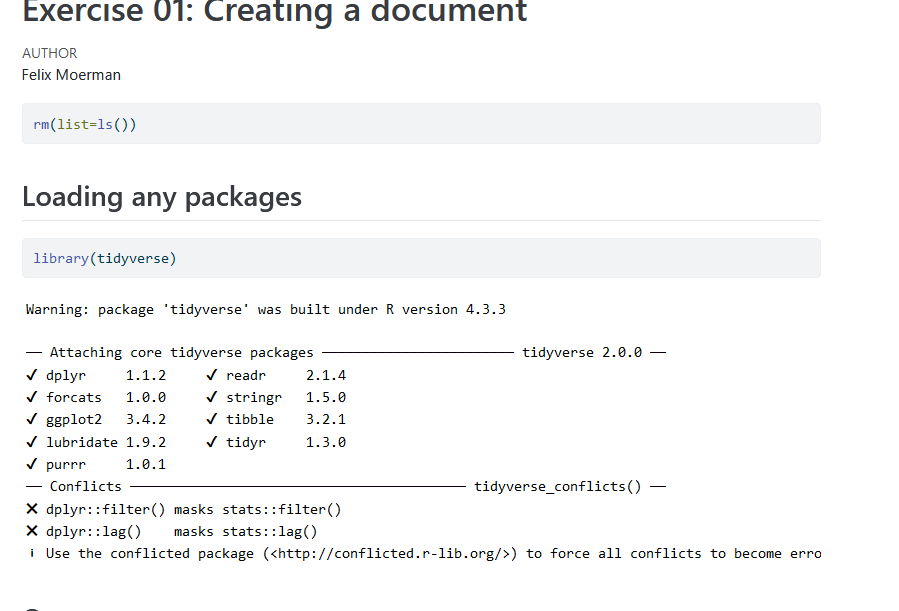 Exercise 01: Creating a document
AUTHOR
Felix Moerman
rm(list=ls())
Loading any packages
library(tidyverse)
Warning: package 'tidyverse' was built under R version 4.3.3
── Attaching core tidyverse packages ──────────────────────── tidyverse 2.0.0 ──
✔ dplyr     1.1.2     ✔ readr     2.1.4
✔ forcats   1.0.0     ✔ stringr   1.5.0
✔ ggplot2   3.4.2     ✔ tibble    3.2.1
✔ lubridate 1.9.2     ✔ tidyr     1.3.0
✔ purrr     1.0.1
── Conflicts ────────────────────────────────────────── tidyverse_conflicts() ──
✖ dplyr::filter() masks stats::filter()
✖ dplyr::lag()    masks stats::lag()
ℹ Use the conflicted package (<http://conflicted.r-lib.org/>) to force all conflicts to become erro